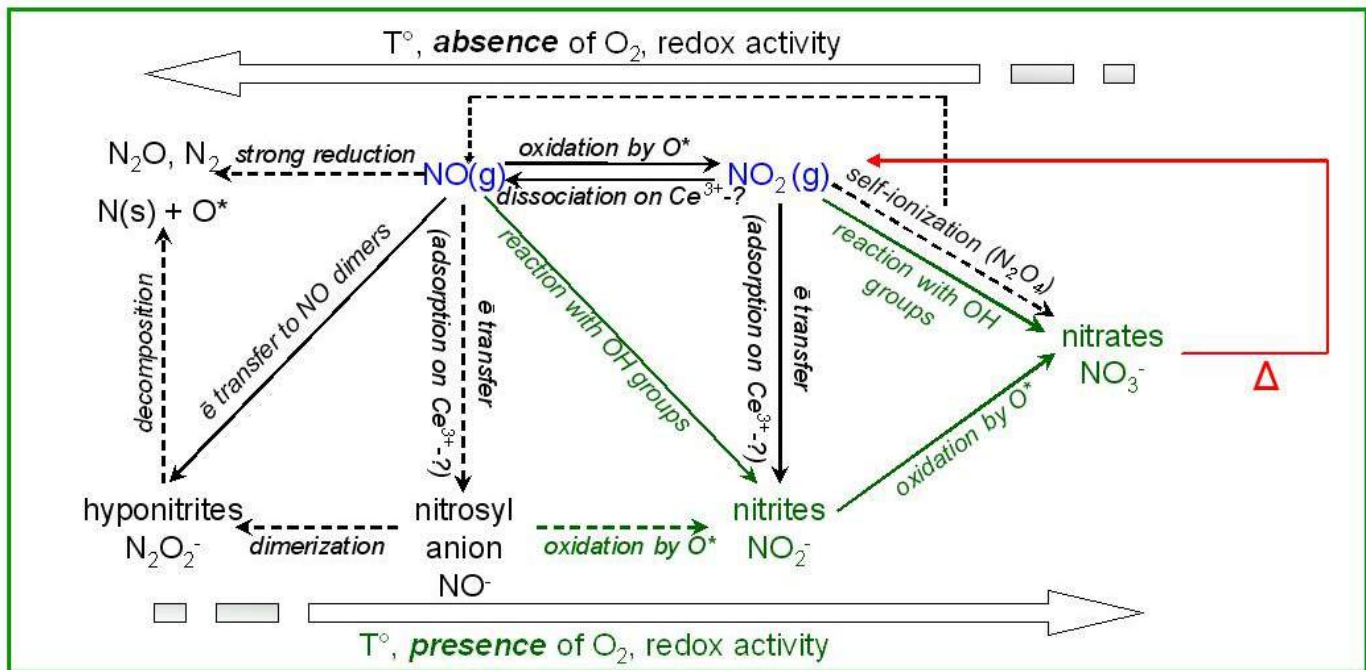 T°, absence of O₂, redox activity
N₂O, N₂
N(s) + O*
strong reduction
NO(g)
oxidation by O*
dissociation on Ce³⁺-?
NO₂ (g)
self-ionization (N₂O₄)
reaction with OH
groups
decomposition
ē transfer to NO dimers
(adsorption on Ce³⁺-?)
ē transfer
reaction with OH groups
(adsorption on Ce³⁺-?)
ē transfer
nitrates
NO₃⁻
Δ
oxidation by O*
hyponitrites
N₂O₂⁻
dimerization
nitrosyl
anion
NO⁻
oxidation by O*
nitrites
NO₂⁻
T°, presence of O₂, redox activity